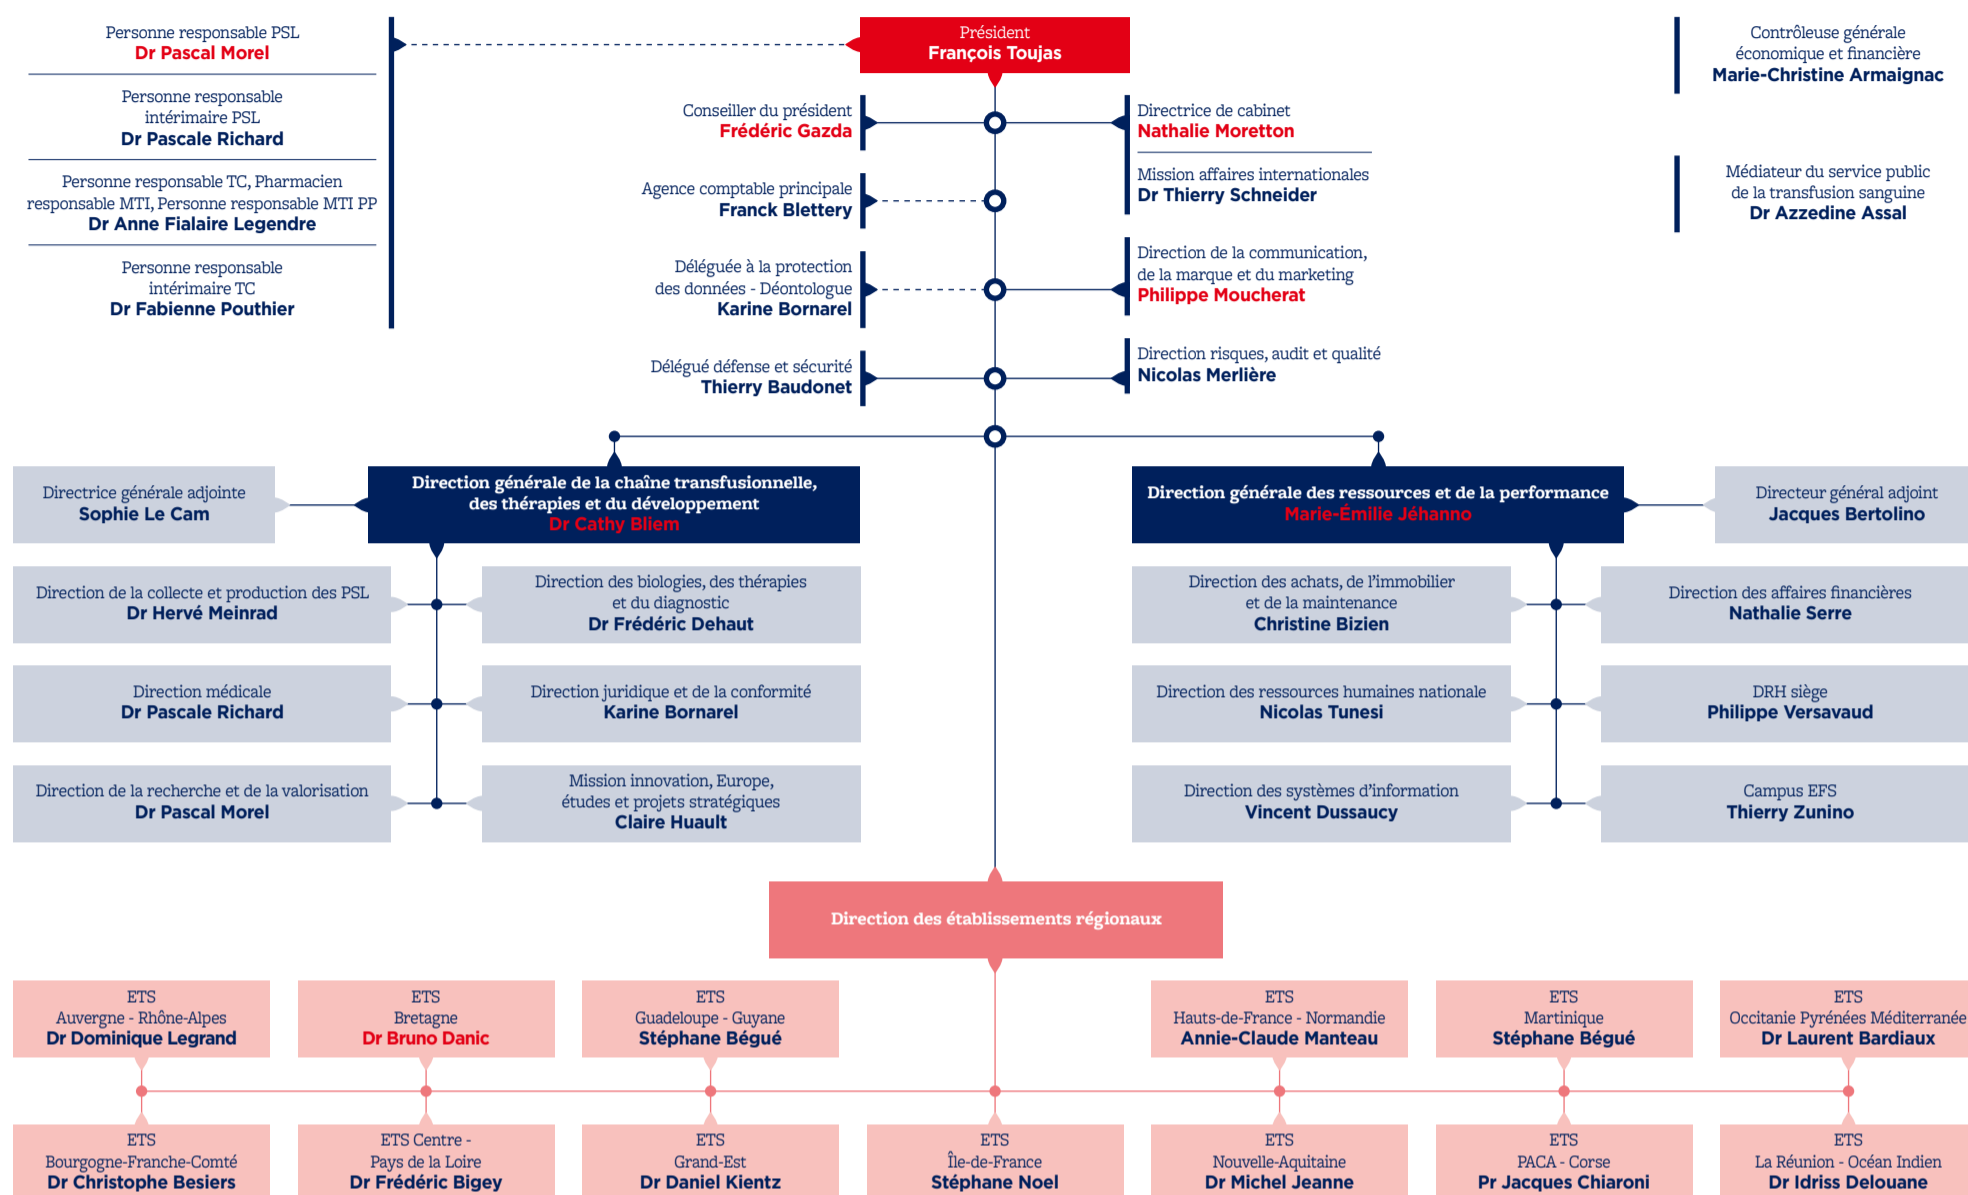 Personne responsable PSL
Dr Pascal Morel
Personne responsable
intérimaire PSL
Dr Pascale Richard
Personne responsable TC, Pharmacien
responsable MTI, Personne responsable MTI PP
Dr Anne Fialaire Legendre
Personne responsable
intérimaire TC
Dr Fabienne Pouthier
Président
François Toujas
Contrôleuse générale
économique et financière
Marie-Christine Armaignac
Médiateur du service public
de la transfusion sanguine
Dr Azzedine Assal
Conseiller du président
Frédéric Gazda
Directrice de cabinet
Nathalie Moretton
Mission affaires internationales
Dr Thierry Schneider
Agence comptable principale
Franck Blettery
Déléguée à la protection
des données - Déontologue
Karine Bornarel
Direction de la communication,
de la marque et du marketing
Philippe Moucherat
Délégué défense et sécurité
Thierry Baudonet
Direction risques, audit et qualité
Nicolas Merlière
Directrice générale adjointe
Sophie Le Cam
Direction générale de la chaîne transfusionnelle,
des thérapies et du développement
Dr Cathy Bliem
Direction générale des ressources et de la performance
Marie-Émilie Jéhanno
Directeur général adjoint
Jacques Bertolino
Direction de la collecte et production des PSL
Dr Hervé Meinrad
Direction des biologies, des thérapies
et du diagnostic
Dr Frédéric Dehaut
Direction des achats, de l'immobilier
et de la maintenance
Christine Bizien
Direction des affaires financières
Nathalie Serre
Direction médicale
Dr Pascale Richard
Direction juridique et de la conformité
Karine Bornarel
Direction des ressources humaines nationale
Nicolas Tunesi
DRH siège
Philippe Versavaud
Direction de la recherche et de la valorisation
Dr Pascal Morel
Mission innovation, Europe,
études et projets stratégiques
Claire Huault
Direction des systèmes d'information
Vincent Dussaucy
Campus EFS
Thierry Zunino
Direction des établissements régionaux
ETS
Auvergne - Rhône-Alpes
Dr Dominique Legrand
ETS
Bretagne
Dr Bruno Danic
ETS
Guadeloupe - Guyane
Stéphane Bégué
ETS
Hauts-de-France - Normandie
Annie-Claude Manteau
ETS
Martinique
Stéphane Bégué
ETS
Occitanie Pyrénées Méditerranée
Dr Laurent Bardiaux
ETS
Bourgogne-Franche-Comté
Dr Christophe Besiers
ETS Centre -
Pays de la Loire
Dr Frédéric Bigey
ETS
Grand-Est
Dr Daniel Kientz
ETS
Île-de-France
Stéphane Noel
ETS
Nouvelle-Aquitaine
Dr Michel Jeanne
ETS
PACA - Corse
Pr Jacques Chiaroni
ETS
La Réunion - Océan Indien
Dr Idriss Delouane